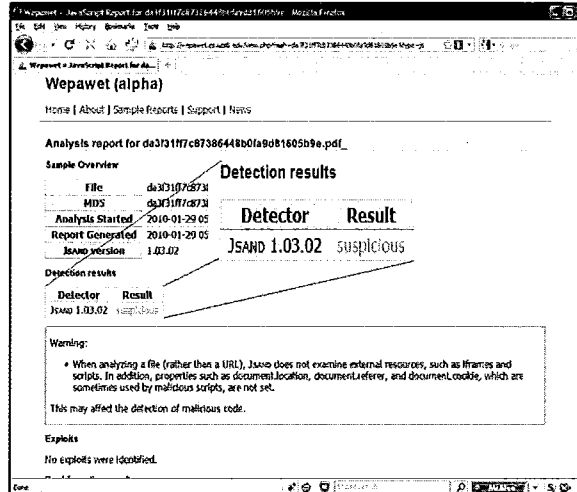 Wepawet (alpha)
Home | About | Sample Reports | Support | News
Analysis report for da3f31ff7c87386448b0fa9d81605b9e.pdf_
Sample Overview
File
MD5
Analysis Started 2010-01-29 05
Report Generated 2010-01-29 05
JSAND version 1.03.02
Detection results
Detector Result
JSAND 1.03.02 suspicious
Detection results
Detector Result
JSAND 1.03.02 suspicious
Warning:
• When analyzing a file (rather than a URL), JSAND does not examine external resources, such as iframes and
scripts. In addition, properties such as document.location, document.referer, and document.cookie, which are
sometimes used by malicious scripts, are not set.
This may affect the detection of malicious code.
Exploits
No exploits were identified.
Done